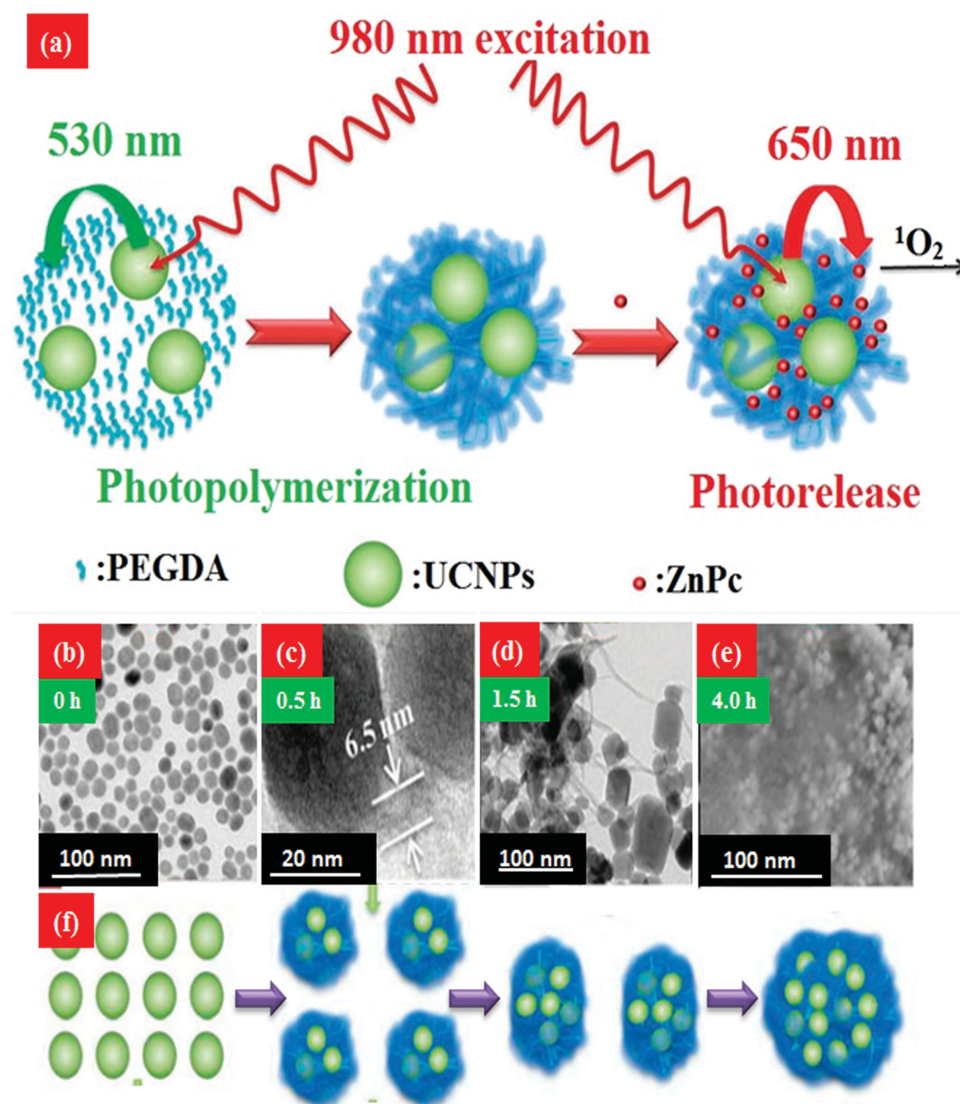 (a)
980 nm excitation
530 nm
650 nm
¹O₂
Photopolymerization
Photorelease
:PEGDA
:UCNPs
:ZnPc
(b)
0 h
100 nm
(c)
0.5 h
6.5 nm
20 nm
(d)
1.5 h
100 nm
(e)
4.0 h
100 nm
(f)